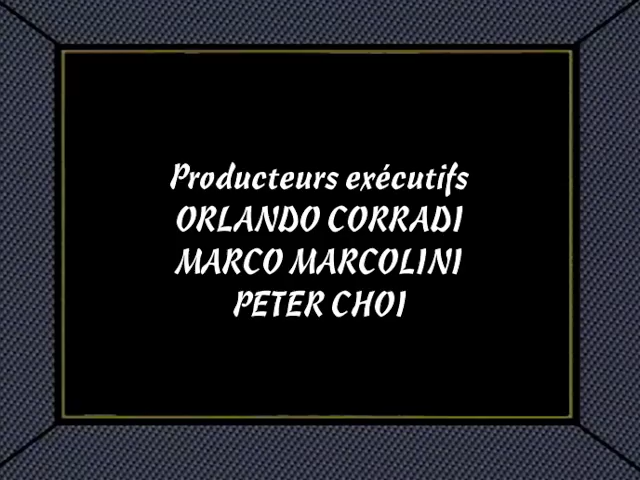 Producteurs exécutifs
ORLANDO CORRADI
MARCO MARCOLINI
PETER CHOI